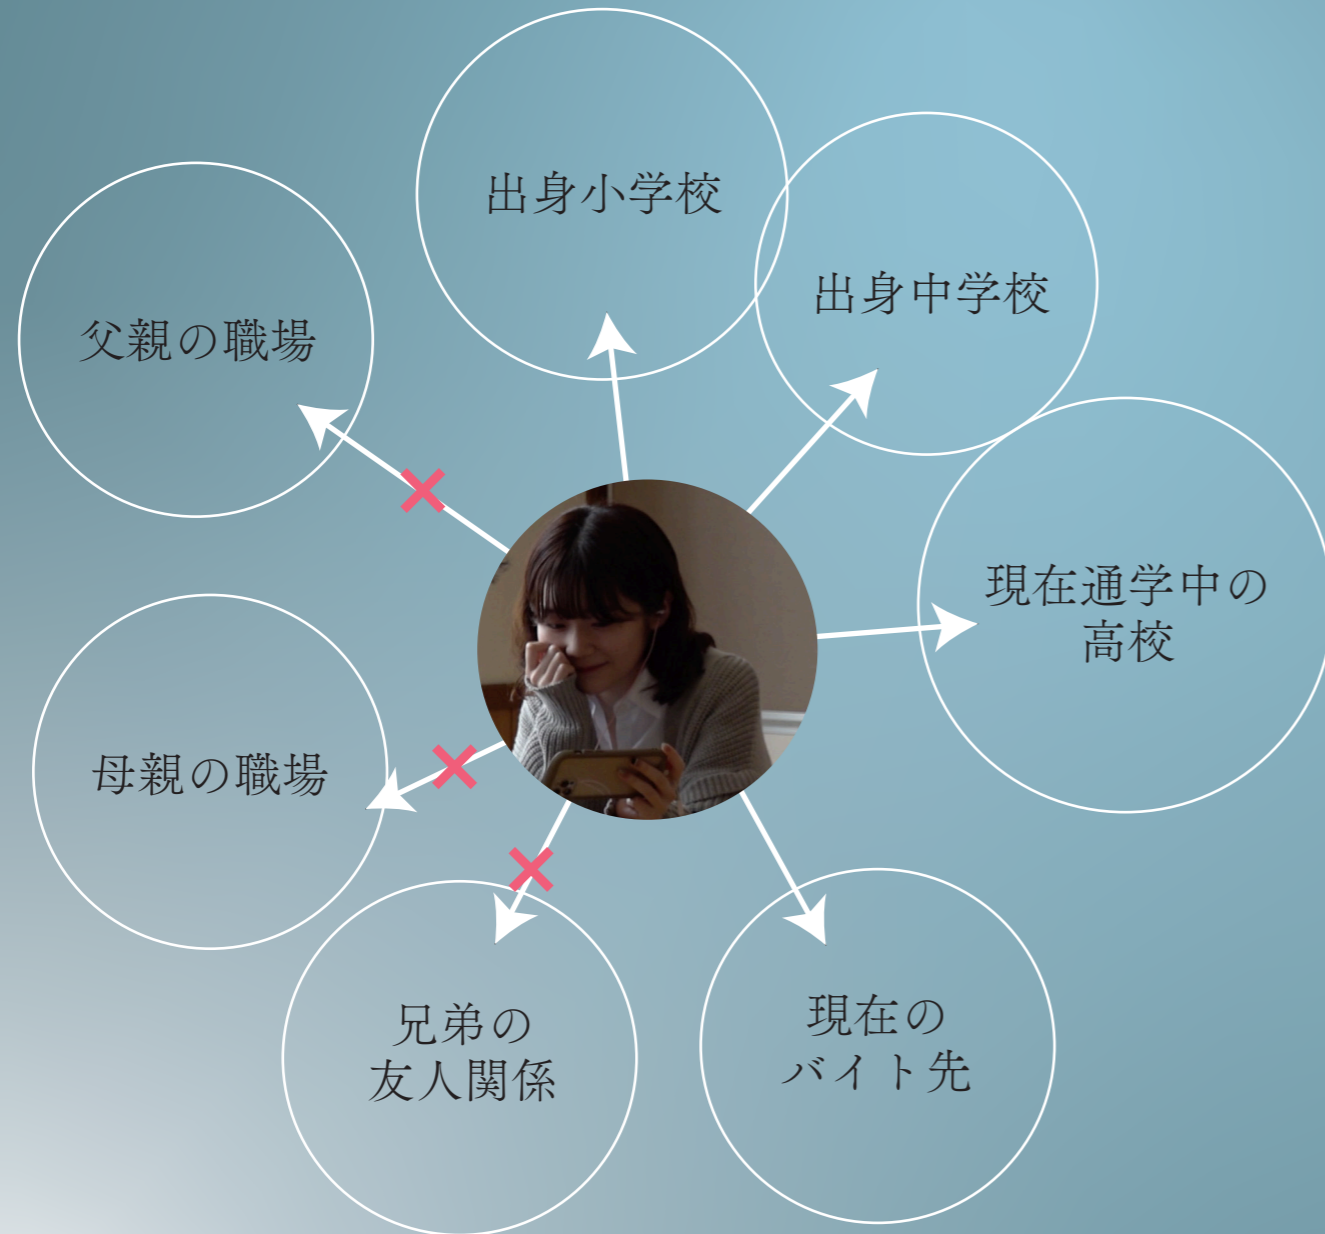 出身小学校
出身中学校
父親の職場
現在通学中の
高校
母親の職場
兄弟の
友人関係
現在の
バイト先